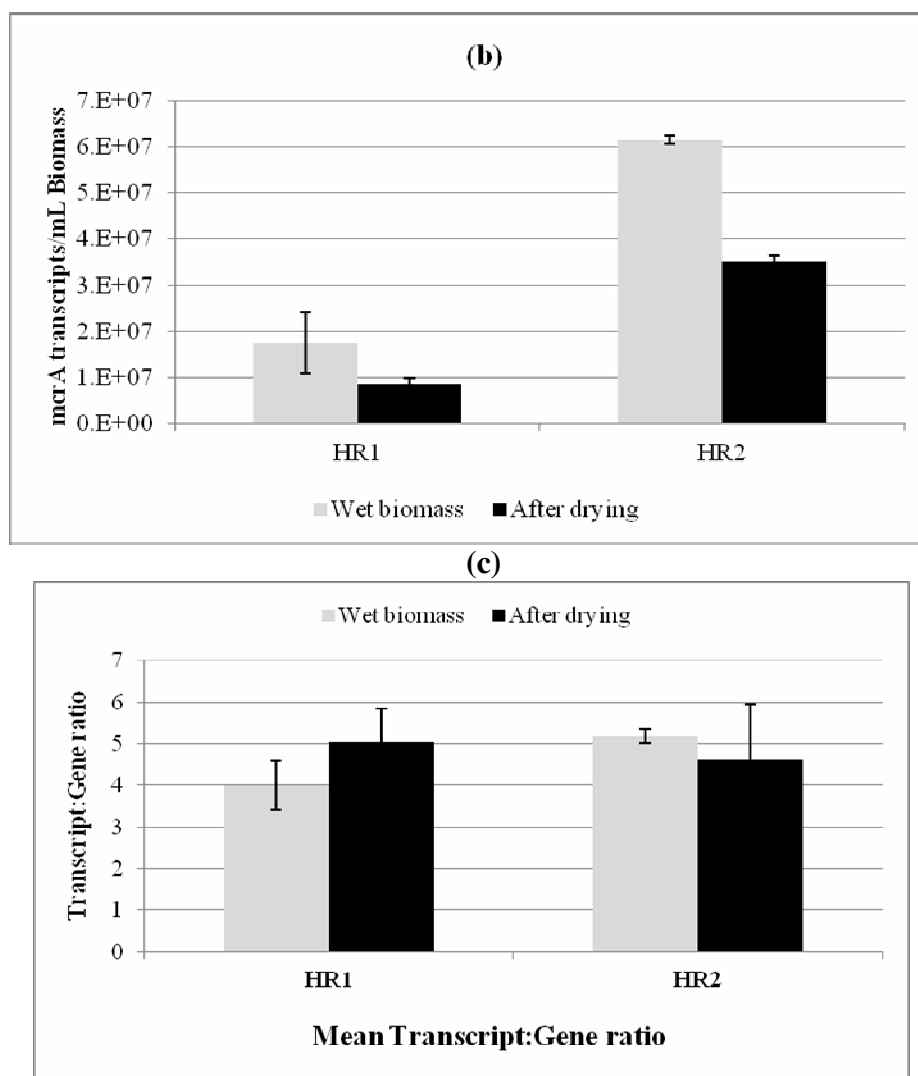 (b)
mcrA transcripts/mL Biomass
7.E+07
6.E+07
5.E+07
4.E+07
3.E+07
2.E+07
1.E+07
0.E+00
HR1
HR2
Wet biomass
After drying
(c)
Wet biomass
After drying
Transcript:Gene ratio
7
6
5
4
3
2
1
0
HR1
HR2
Mean Transcript:Gene ratio